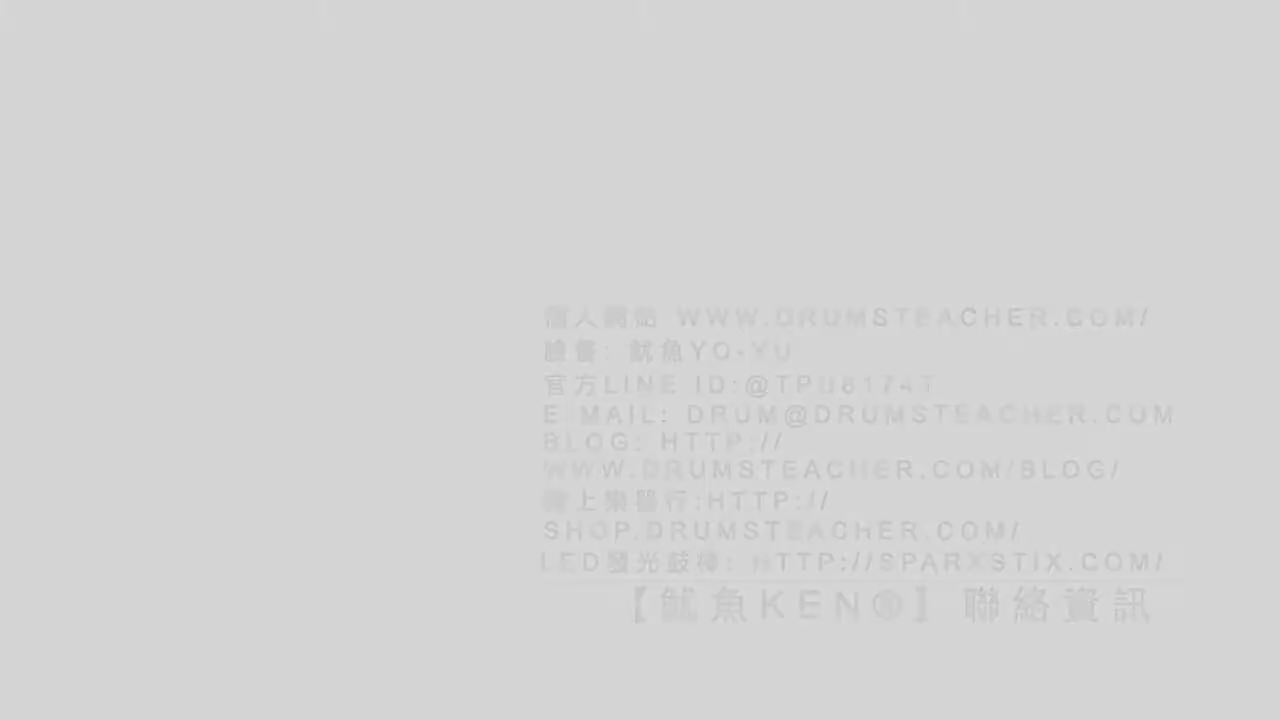 個人網站 WWW.DRUMSTEACHER.COM/
臉書: 魷魚YO-YU
官方LINE ID:@TPU8174T
E-MAIL: DRUM@DRUMSTEACHER.COM
BLOG: HTTP://
WWW.DRUMSTEACHER.COM/BLOG/
線上樂器行:HTTP://
SHOP.DRUMSTEACHER.COM/
LED發光鼓棒: HTTP://SPARXSTIX.COM/
【魷魚KEN®】聯絡資訊